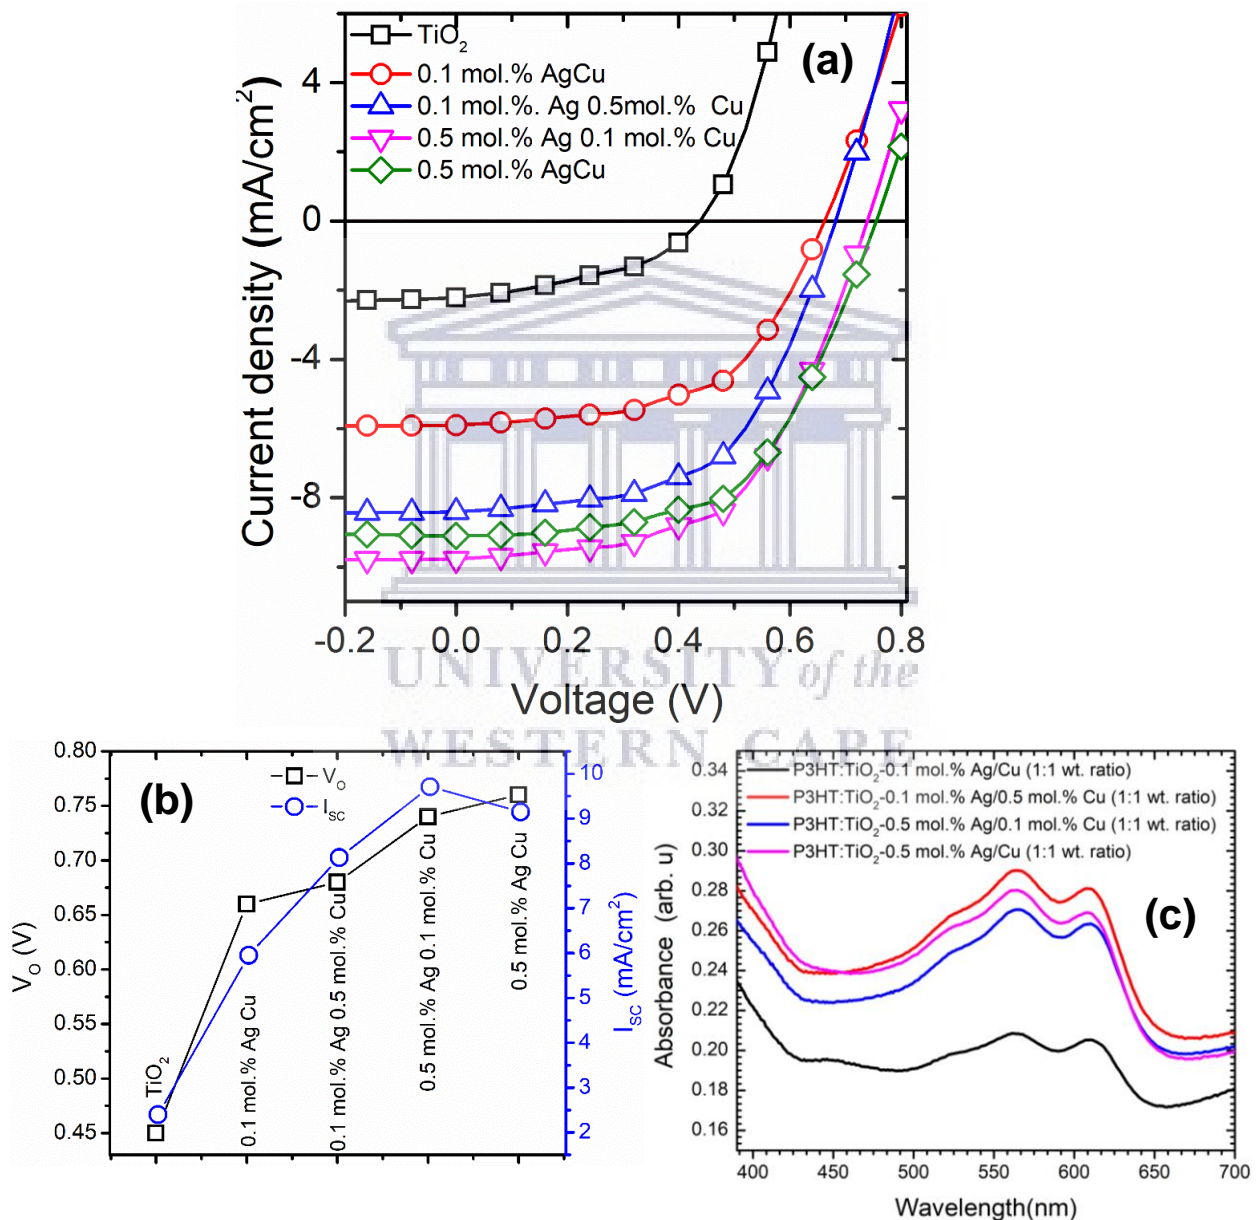 (a)
TiO2
0.1 mol.% AgCu
0.1 mol.%. Ag 0.5mol.% Cu
0.5 mol.% Ag 0.1 mol.% Cu
0.5 mol.% AgCu
Current density (mA/cm2)
4
0
-4
-8
-0.2 0.0 0.2 0.4 0.6 0.8
Voltage (V)
UNIVERSITY of the
WESTERN CAPE
(b)
VO
ISC
VO (V)
0.80
0.75
0.70
0.65
0.60
0.55
0.50
0.45
TiO2
0.1 mol.% Ag Cu
0.1 mol.% Ag 0.5 mol.% Cu
0.5 mol.% Ag 0.1 mol.% Cu
0.5 mol.% Ag Cu
10
9
8
7
6
5
4
3
2
ISC (mA/cm2)
(c)
P3HT:TiO2-0.1 mol.% Ag/Cu (1:1 wt. ratio)
P3HT:TiO2-0.1 mol.% Ag/0.5 mol.% Cu (1:1 wt. ratio)
P3HT:TiO2-0.5 mol.% Ag/0.1 mol.% Cu (1:1 wt. ratio)
P3HT:TiO2-0.5 mol.% Ag/Cu (1:1 wt. ratio)
Absorbance (arb. u)
0.34
0.32
0.30
0.28
0.26
0.24
0.22
0.20
0.18
0.16
400 450 500 550 600 650 700
Wavelength(nm)